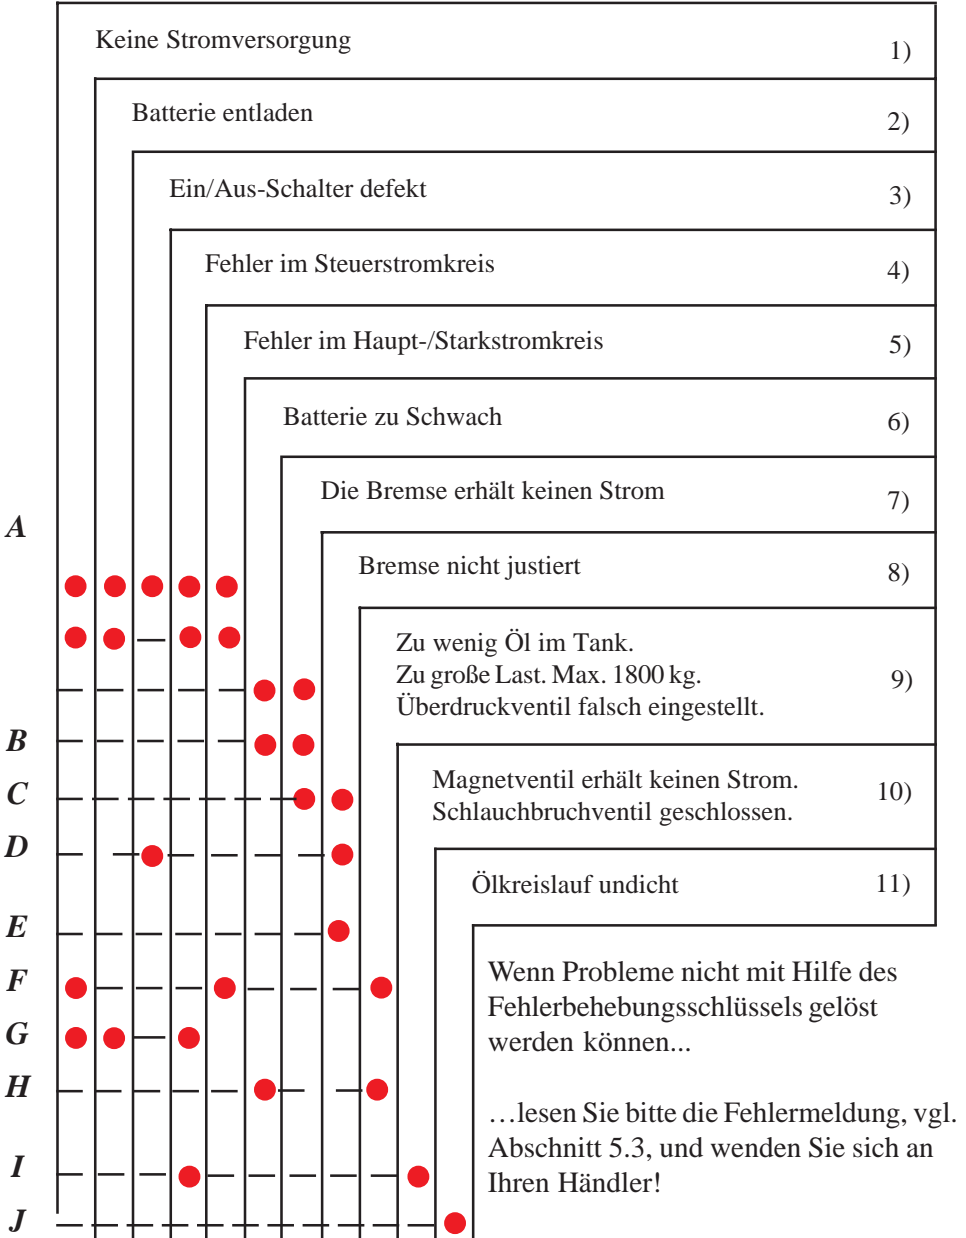 Keine Stromversorgung 1)
Batterie entladen 2)
Ein/Aus-Schalter defekt 3)
Fehler im Steuerstromkreis 4)
Fehler im Haupt-/Starkstromkreis 5)
Batterie zu Schwach 6)
Die Bremse erhält keinen Strom 7)
A
Bremse nicht justiert 8)
Zu wenig Öl im Tank.
Zu große Last. Max. 1800 kg. 9)
Überdruckventil falsch eingestellt.
B
Magnetventil erhält keinen Strom. 10)
C
Schlauchbruchventil geschlossen.
D
Ölkreislauf undicht 11)
E
F
G
H
I
J
Wenn Probleme nicht mit Hilfe des
Fehlerbehebungsschlüssels gelöst
werden können...
…lesen Sie bitte die Fehlermeldung, vgl.
Abschnitt 5.3, und wenden Sie sich an
Ihren Händler!